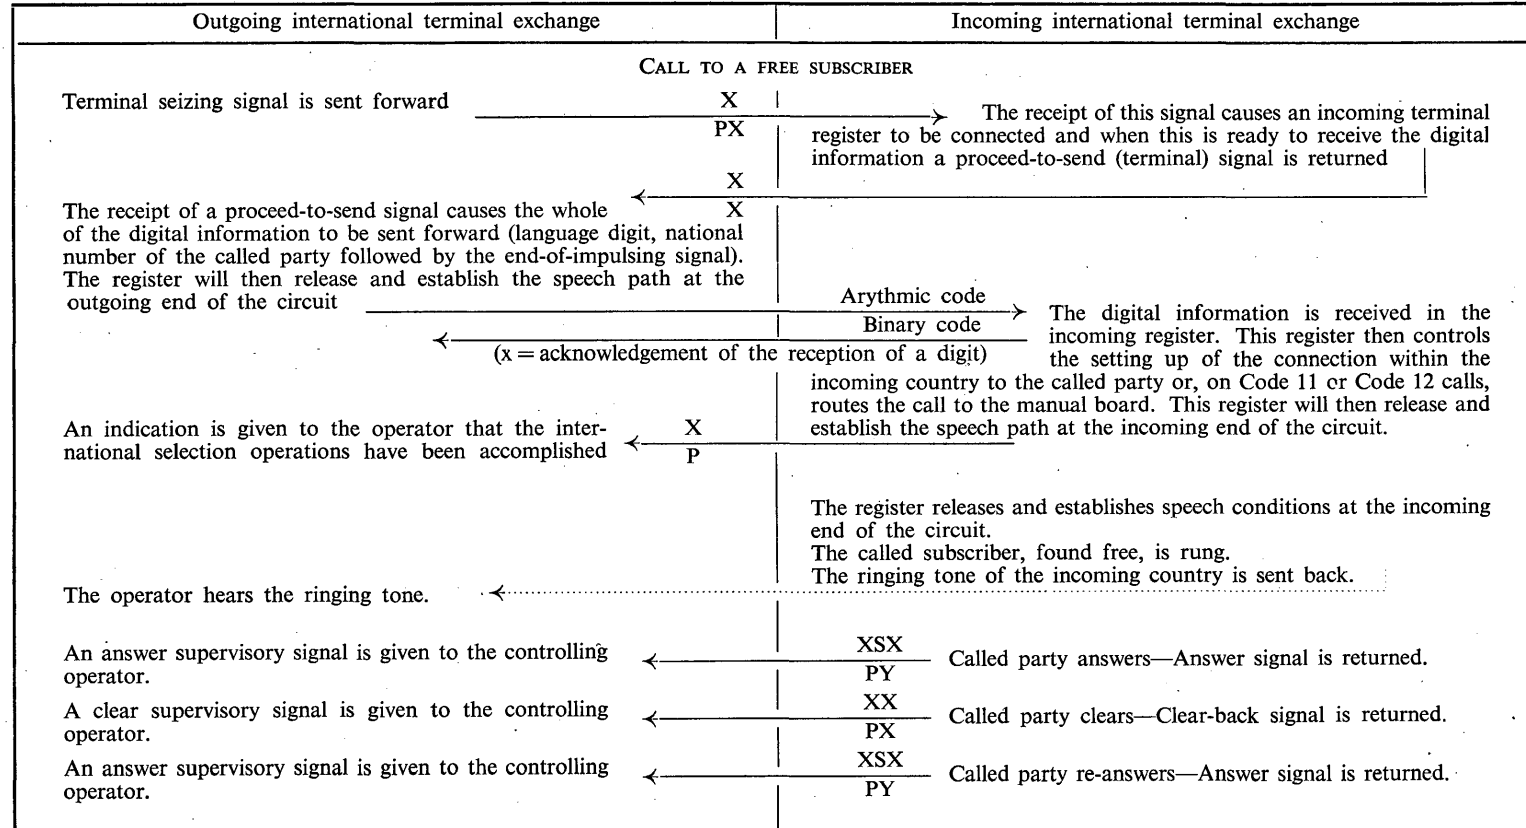 Outgoing international terminal exchange
Incoming international terminal exchange
CALL TO A FREE SUBSCRIBER
Terminal seizing signal is sent forward
X
PX
The receipt of this signal causes an incoming terminal
register to be connected and when this is ready to receive the digital
information a proceed-to-send (terminal) signal is returned
X
X
The receipt of a proceed-to-send signal causes the whole
of the digital information to be sent forward (language digit, national
number of the called party followed by the end-of-impulsing signal).
The register will then release and establish the speech path at the
outgoing end of the circuit
Arythmic code
Binary code
(x = acknowledgement of the reception of a digit)
The digital information is received in the
incoming register. This register then controls
the setting up of the connection within the
incoming country to the called party or, on Code 11 or Code 12 calls,
routes the call to the manual board. This register will then release and
establish the speech path at the incoming end of the circuit.
An indication is given to the operator that the inter-
national selection operations have been accomplished
X
P
The register releases and establishes speech conditions at the incoming
end of the circuit.
The called subscriber, found free, is rung.
The ringing tone of the incoming country is sent back.
The operator hears the ringing tone.
An answer supervisory signal is given to the controlling
operator.
XSX
PY
Called party answers—Answer signal is returned.
A clear supervisory signal is given to the controlling
operator.
XX
PX
Called party clears—Clear-back signal is returned.
An answer supervisory signal is given to the controlling
operator.
XSX
PY
Called party re-answers—Answer signal is returned.